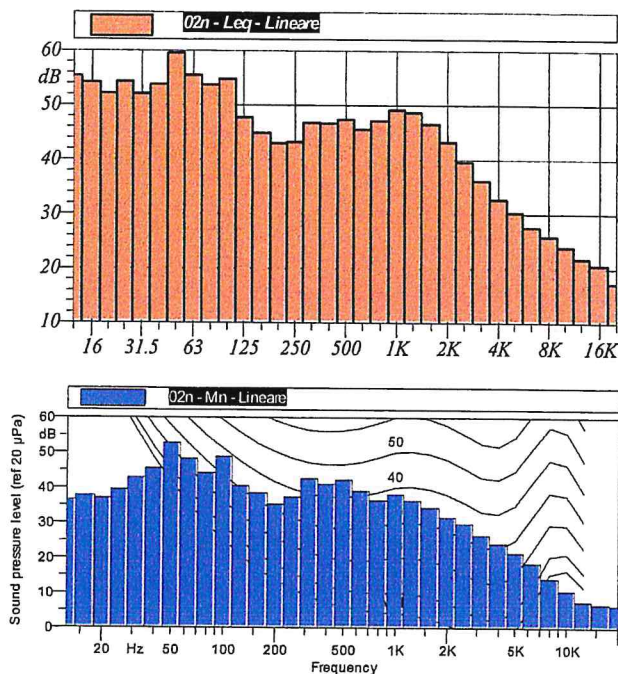 02n - Leq - Lineare
60
dB
50
40
30
20
10
16 31.5 63 125 250 500 1K 2K 4K 8K 16K
02n - Mn - Lineare
60
dB
50
40
30
20
10
0
50
40
Sound pressure level (ref 20 µPa)
20 Hz 50 100 200 500 1K 2K 5K 10K
Frequency